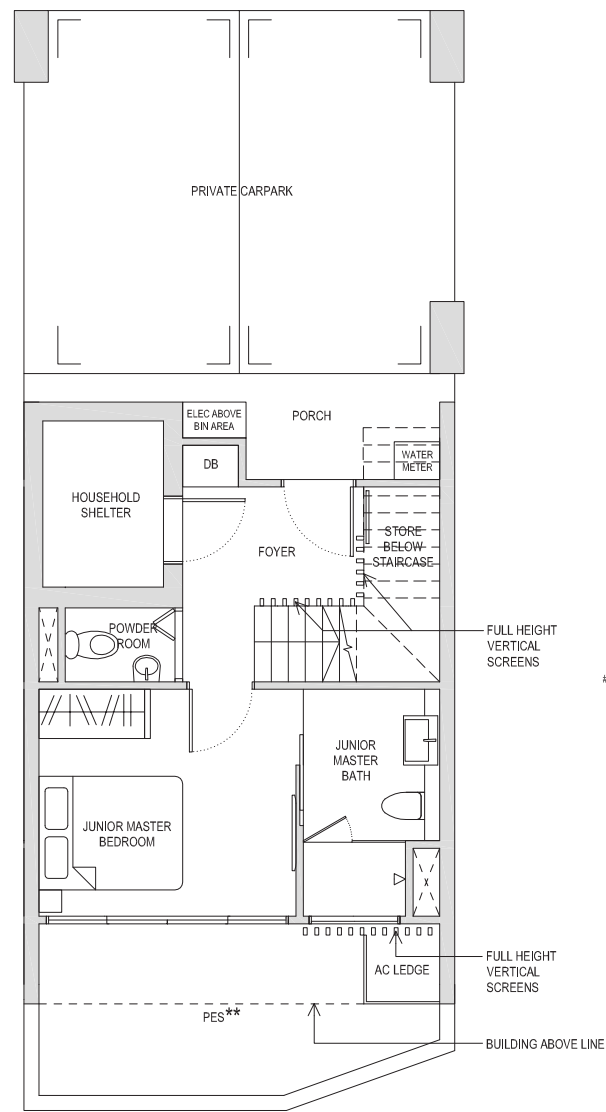 PRIVATE CARPARK
ELEC ABOVE
BIN AREA
PORCH
DB
WATER
METER
HOUSEHOLD
SHELTER
STORE
BELOW
STAIRCASE
FOYER
POWDER
ROOM
FULL HEIGHT
VERTICAL
SCREENS
#
JUNIOR
MASTER
BATH
JUNIOR MASTER
BEDROOM
FULL HEIGHT
VERTICAL
SCREENS
AC LEDGE
PES**
BUILDING ABOVE LINE